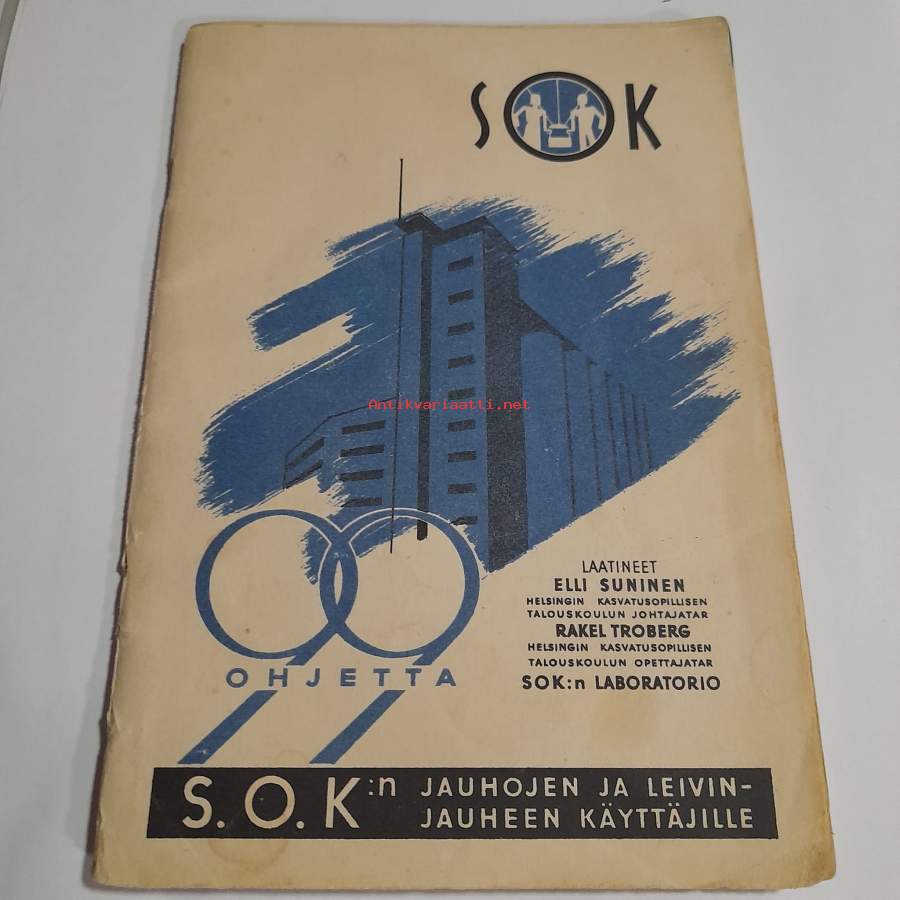 SOK
Antikvariaatti.net
LAATINEET
ELLI SUNINEN
HELSINGIN KASVATUSOPILLISEN
TALOUSKOULUN JOHTAJATAR
RAKEL TROBERG
HELSINGIN KASVATUSOPILLISEN
TALOUSKOULUN OPETTAJATAR
SOK:n LABORATORIO
99
OHJETTA
S.O.K:n JAUHOJEN JA LEIVIN-
JAUHEEN KÄYTTÄJILLE